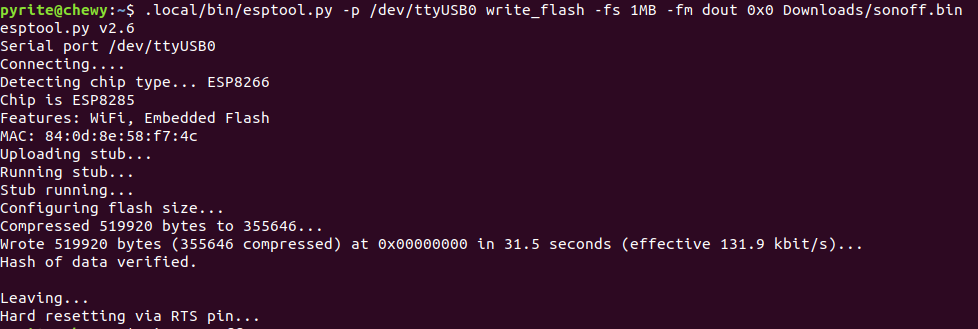 pyrite@chewy:~$ .local/bin/esptool.py -p /dev/ttyUSB0 write_flash -fs 1MB -fm dout 0x0 Downloads/sonoff.bin
esptool.py v2.6
Serial port /dev/ttyUSB0
Connecting....
Detecting chip type... ESP8266
Chip is ESP8285
Features: WiFi, Embedded Flash
MAC: 84:0d:8e:58:f7:4c
Uploading stub...
Running stub...
Stub running...
Configuring flash size...
Compressed 519920 bytes to 355646...
Wrote 519920 bytes (355646 compressed) at 0x00000000 in 31.5 seconds (effective 131.9 kbit/s)...
Hash of data verified.
Leaving...
Hard resetting via RTS pin...